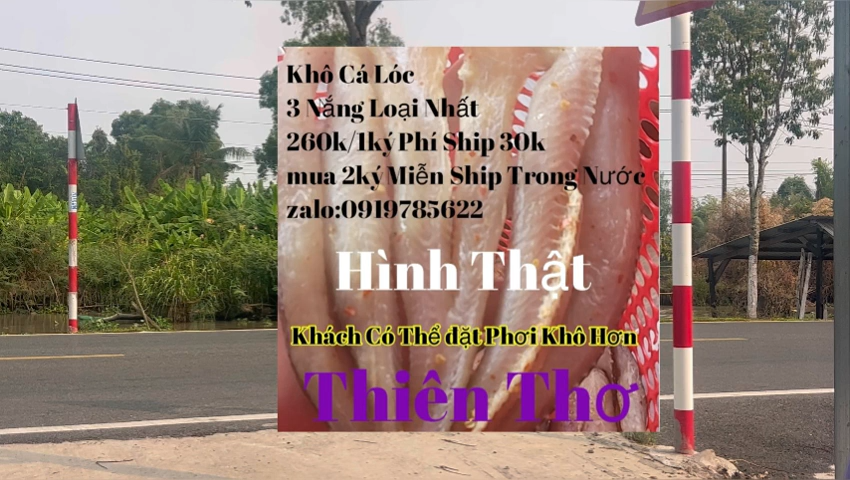 Khô Cá Lóc
3 Nắng Loại Nhất
260k/1ký Phí Ship 30k
mua 2ký Miễn Ship Trong Nước
zalo:0919785622
Hình Thật
Khách Có Thể đặt Phơi Khô Hơn
Thiên Thơ